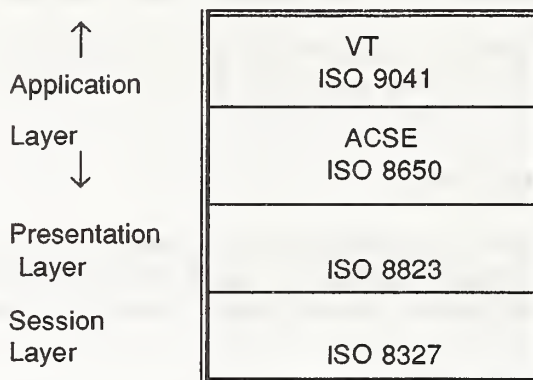 VT
ISO 9041
Application
Layer
ACSE
ISO 8650
Presentation
Layer
ISO 8823
Session
Layer
ISO 8327